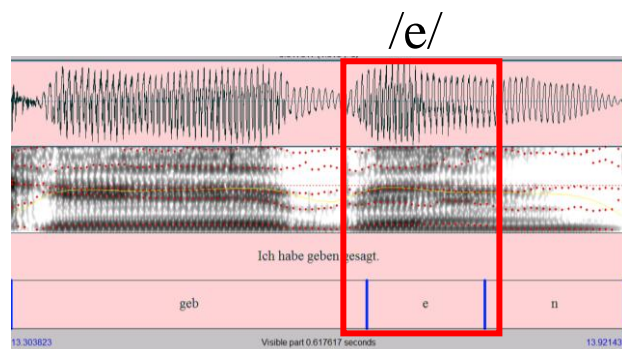 /e/
Ich habe geben gesagt.
geb e n
13.303823 Visible part 0.617617 seconds 13.92143